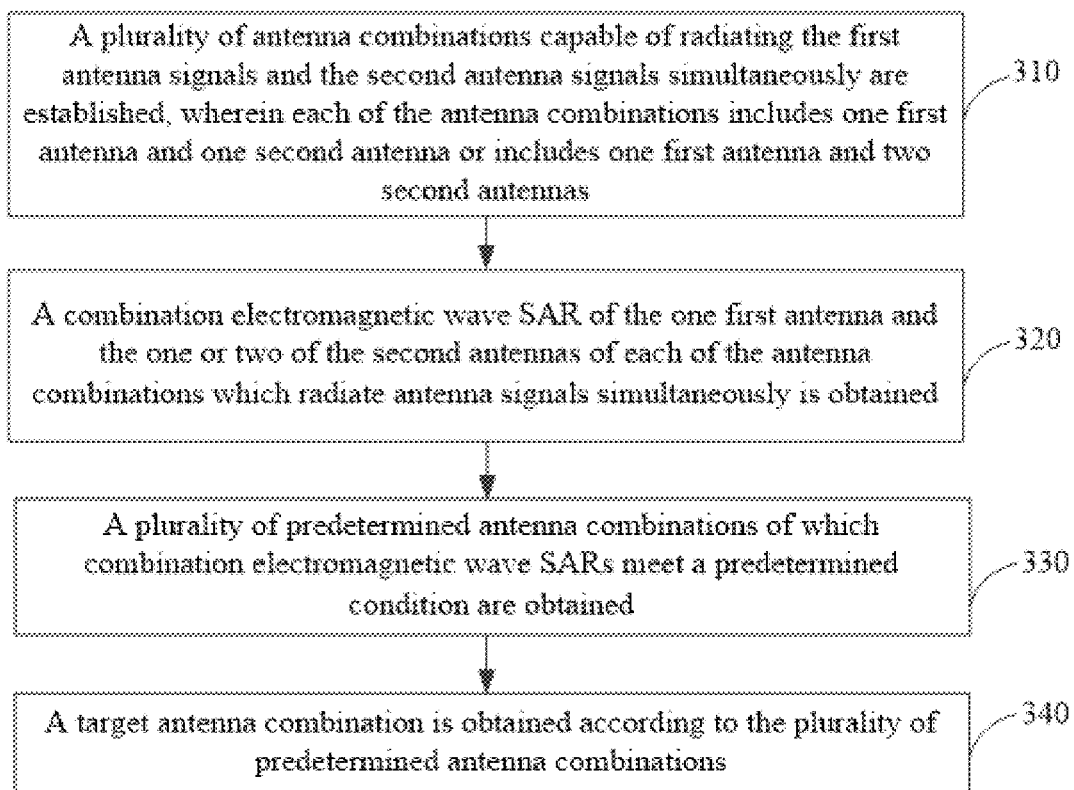 A plurality of antenna combinations capable of radiating the first
antenna signals and the second antenna signals simultaneously are
established, wherein each of the antenna combinations includes one first
antenna and one second antenna or includes one first antenna and two
second antennas
310
A combination electromagnetic wave SAR of the one first antenna and
the one or two of the second antennas of each of the antenna
combinations which radiate antenna signals simultaneously is obtained
320
A plurality of predetermined antenna combinations of which
combination electromagnetic wave SARs meet a predetermined
condition are obtained
330
A target antenna combination is obtained according to the plurality of
predetermined antenna combinations
340